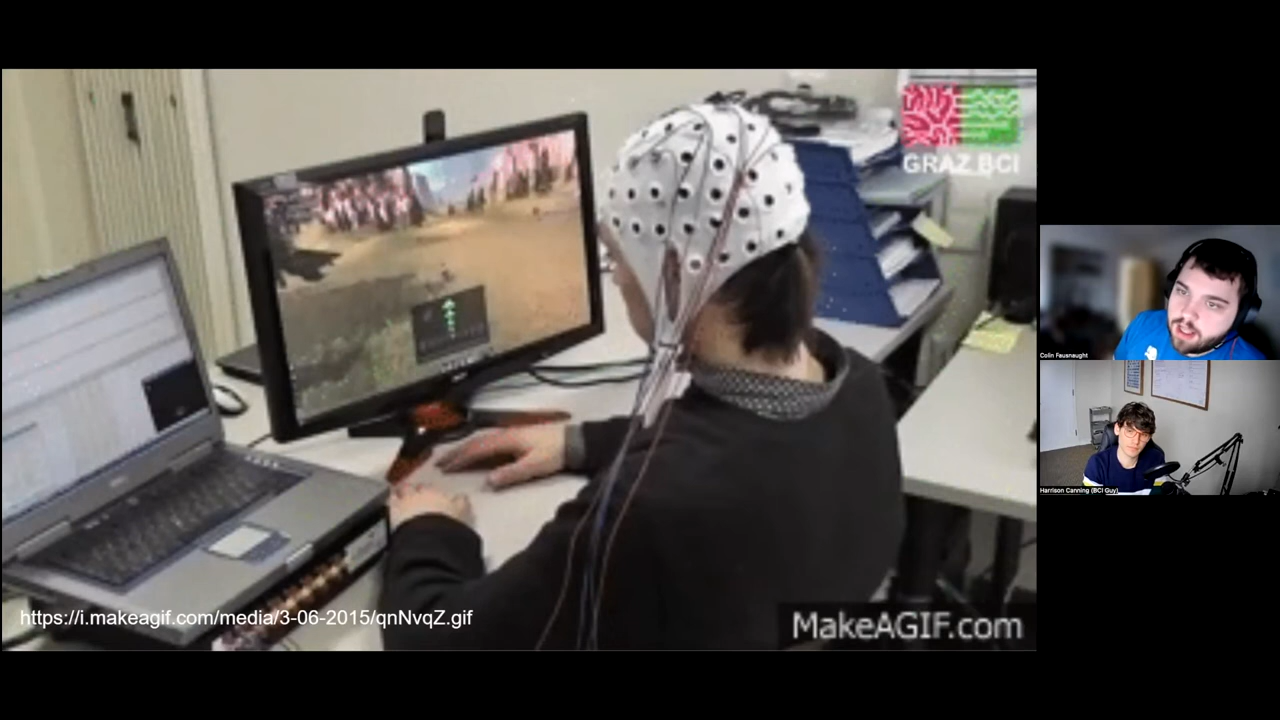 GRAZ BCI
Colin Fausnaught
Harrison Canning (BCI Guy)
https://i.makeagif.com/media/3-06-2015/qnNvqZ.gif
MakeAGIF.com